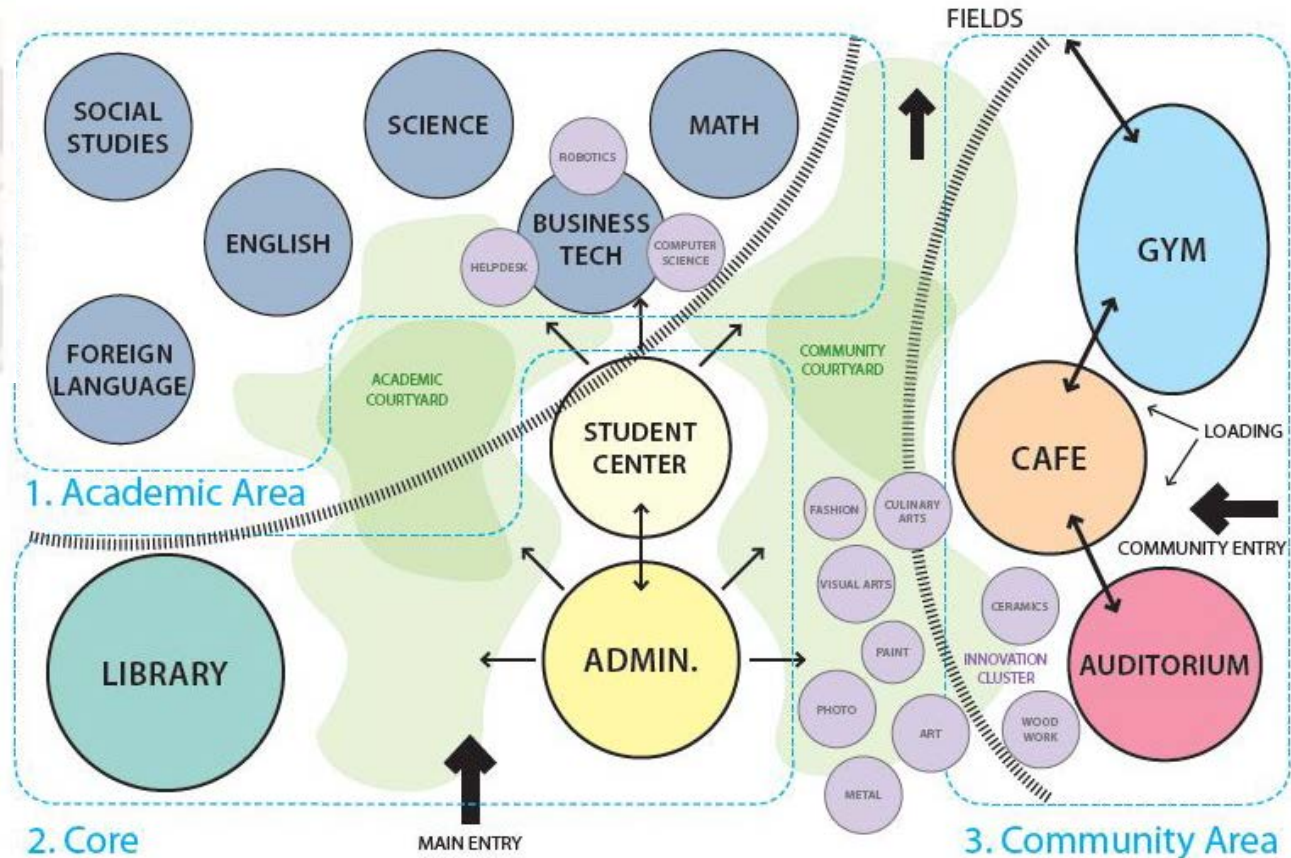 FIELDS
SOCIAL
STUDIES
SCIENCE
MATH
ROBOTICS
ENGLISH
BUSINESS
TECH
HELPDESK
COMPUTER
SCIENCE
GYM
FOREIGN
LANGUAGE
ACADEMIC
COURTYARD
COMMUNITY
COURTYARD
STUDENT
CENTER
CAFE
LOADING
1. Academic Area
FASHION
CULINARY
ARTS
COMMUNITY ENTRY
VISUAL ARTS
CERAMICS
LIBRARY
ADMIN.
PAINT
INNOVATION
CLUSTER
AUDITORIUM
PHOTO
ART
WOOD
WORK
METAL
2. Core
MAIN ENTRY
3. Community Area